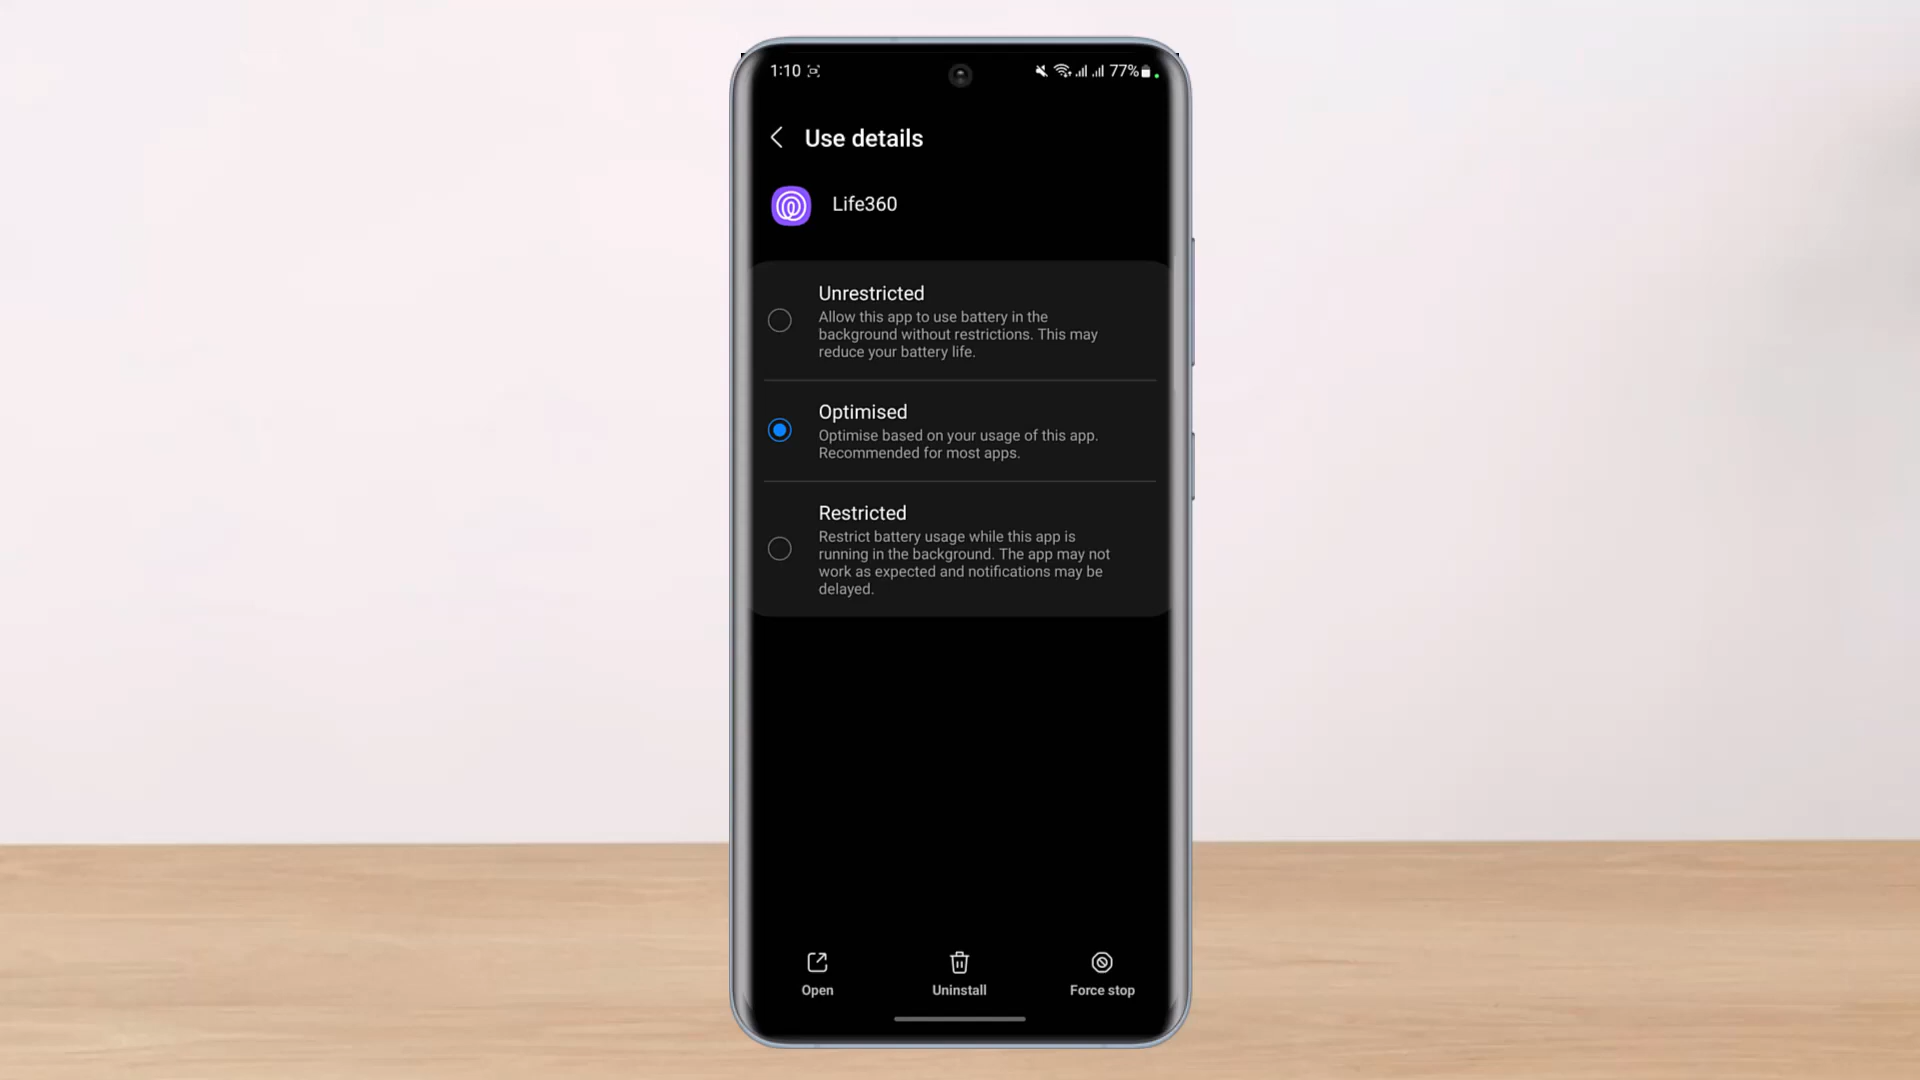 1:10 77%
Use details
Life360
Unrestricted
Allow this app to use battery in the
background without restrictions. This may
reduce your battery life.
Optimised
Optimise based on your usage of this app.
Recommended for most apps.
Restricted
Restrict battery usage while this app is
running in the background. The app may not
work as expected and notifications may be
delayed.
Open Uninstall Force stop